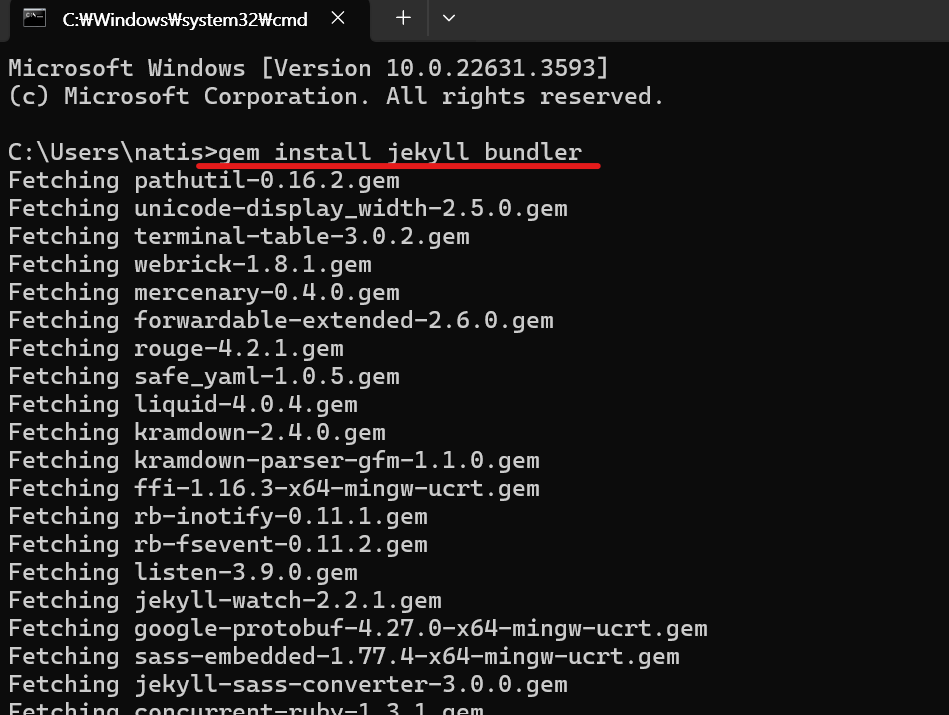 C:₩Windows₩system32₩cmd
Microsoft Windows [Version 10.0.22631.3593]
(c) Microsoft Corporation. All rights reserved.
C:\Users\natis>gem install jekyll bundler
Fetching pathutil-0.16.2.gem
Fetching unicode-display_width-2.5.0.gem
Fetching terminal-table-3.0.2.gem
Fetching webrick-1.8.1.gem
Fetching mercenary-0.4.0.gem
Fetching forwardable-extended-2.6.0.gem
Fetching rouge-4.2.1.gem
Fetching safe_yaml-1.0.5.gem
Fetching liquid-4.0.4.gem
Fetching kramdown-2.4.0.gem
Fetching kramdown-parser-gfm-1.1.0.gem
Fetching ffi-1.16.3-x64-mingw-ucrt.gem
Fetching rb-inotify-0.11.1.gem
Fetching rb-fsevent-0.11.2.gem
Fetching listen-3.9.0.gem
Fetching jekyll-watch-2.2.1.gem
Fetching google-protobuf-4.27.0-x64-mingw-ucrt.gem
Fetching sass-embedded-1.77.4-x64-mingw-ucrt.gem
Fetching jekyll-sass-converter-3.0.0.gem
Fetching concurrent-ruby-1.3.1.gem